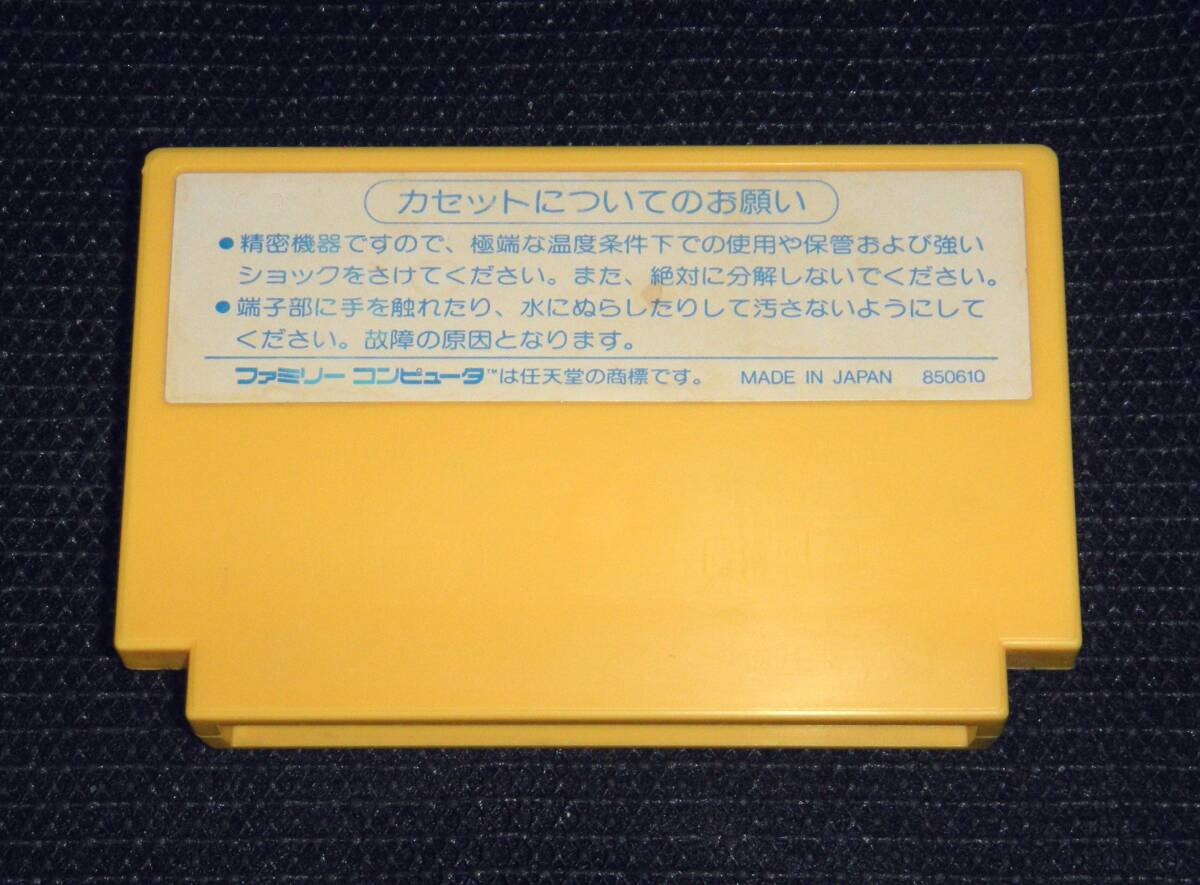 カセットについてのお願い
●精密機器ですので、極端な温度条件下での使用や保管および強い
ショックをさけてください。また、絶対に分解しないでください。
●端子部に手を触れたり、水にぬらしたりして汚さないようにして
ください。故障の原因となります。
ファミリー コンピュータ™は任天堂の商標です。 MADE IN JAPAN 850610